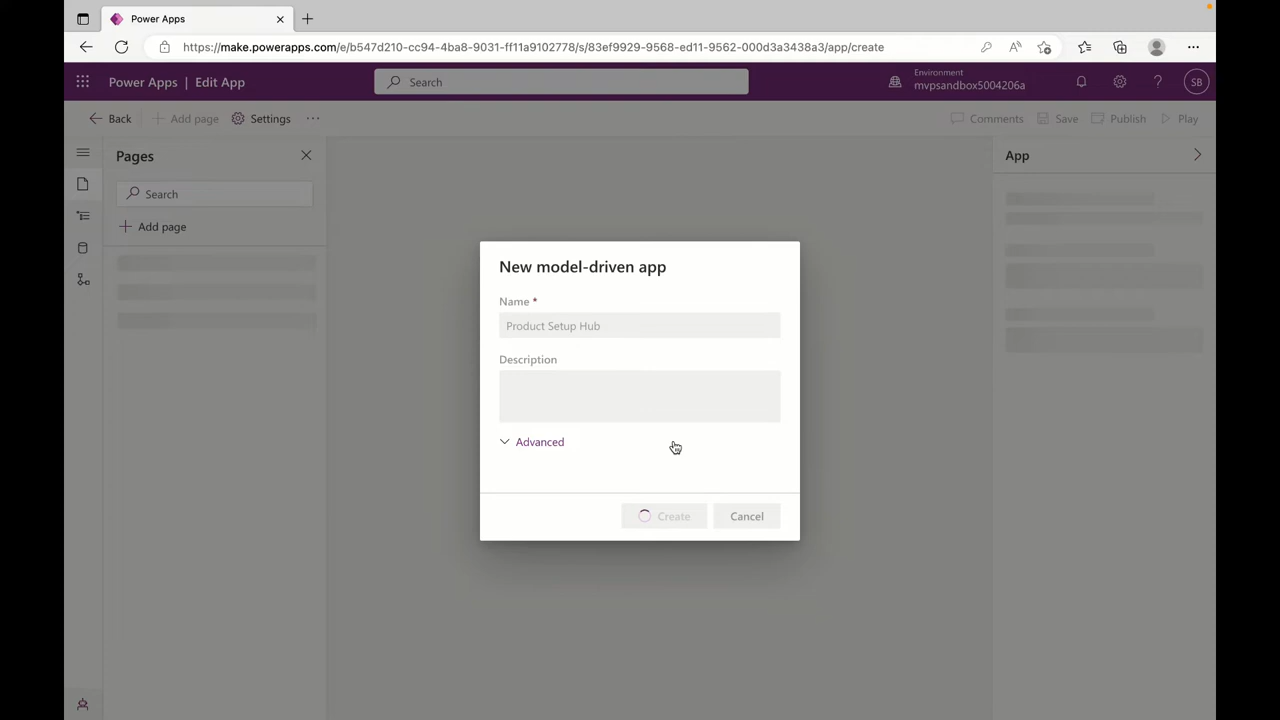 Power Apps
https://make.powerapps.com/e/b547d210-cc94-4ba8-9031-ff11a9102778/s/83ef9929-9568-ed11-9562-000d3a3438a3/app/create
Power Apps | Edit App
Search
Environment
mvpsandbox5004206a
SB
Back
Add page
Settings
Comments
Save
Publish
Play
Pages
Search
Add page
App
New model-driven app
Name *
Product Setup Hub
Description
Advanced
Create
Cancel